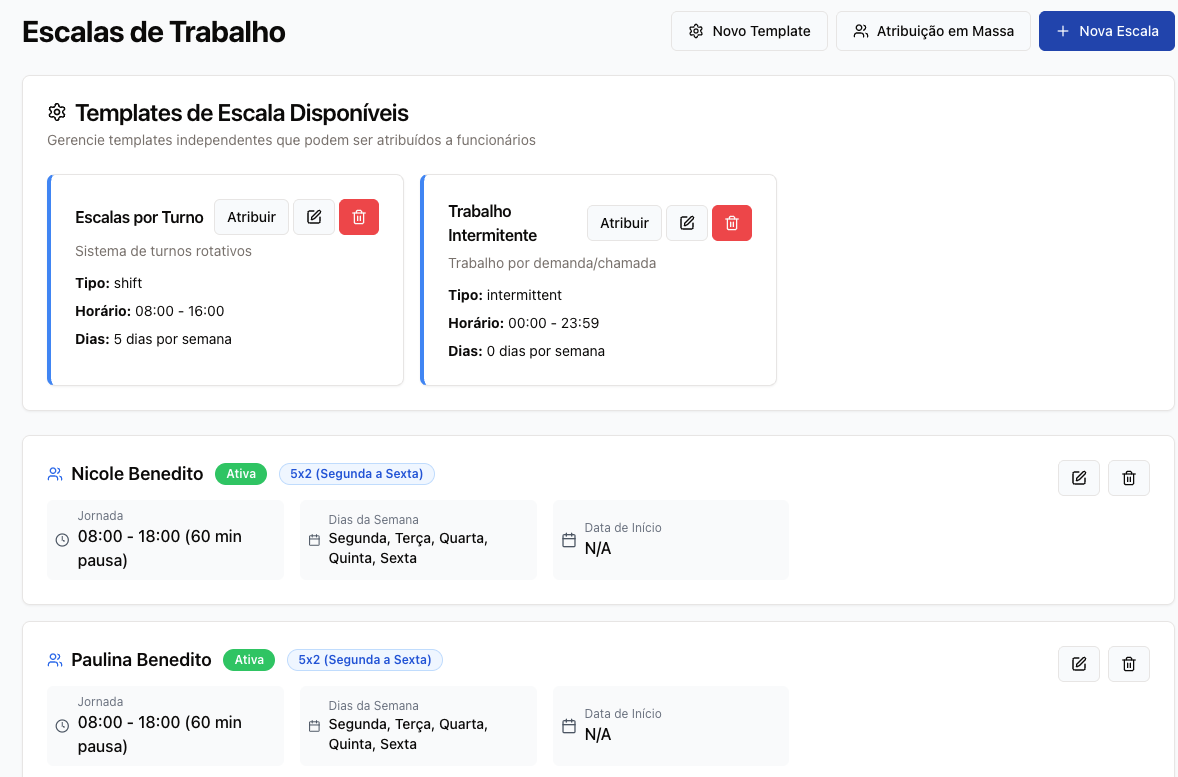 Escalas de Trabalho
Novo Template
Atribuição em Massa
Nova Escala
Templates de Escala Disponíveis
Gerencie templates independentes que podem ser atribuídos a funcionários
Escalas por Turno
Atribuir
Sistema de turnos rotativos
Tipo: shift
Horário: 08:00 - 16:00
Dias: 5 dias por semana
Trabalho
Intermitente
Atribuir
Trabalho por demanda/chamada
Tipo: intermittent
Horário: 00:00 - 23:59
Dias: 0 dias por semana
Nicole Benedito
Ativa
5x2 (Segunda a Sexta)
Jornada
08:00 - 18:00 (60 min
pausa)
Dias da Semana
Segunda, Terça, Quarta,
Quinta, Sexta
Data de Início
N/A
Paulina Benedito
Ativa
5x2 (Segunda a Sexta)
Jornada
08:00 - 18:00 (60 min
pausa)
Dias da Semana
Segunda, Terça, Quarta,
Quinta, Sexta
Data de Início
N/A